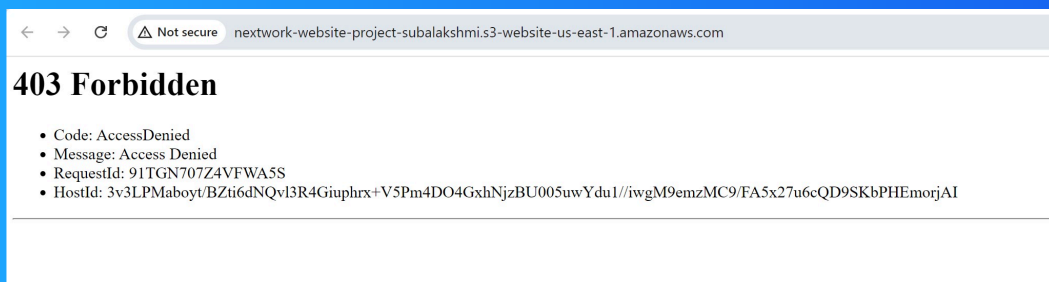 Not secure nextwork-website-project-subalakshmi.s3-website-us-east-1.amazonaws.com
403 Forbidden
• Code: AccessDenied
• Message: Access Denied
• RequestId: 91TGN707Z4VFWA5S
• HostId: 3v3LPMaboyt/BZti6dNQvl3R4Giuphrx+V5Pm4DO4GxhNjzBU005uwYdu1//iwgM9emzMC9/FA5x27u6cQD9SKbPHEmorjAI